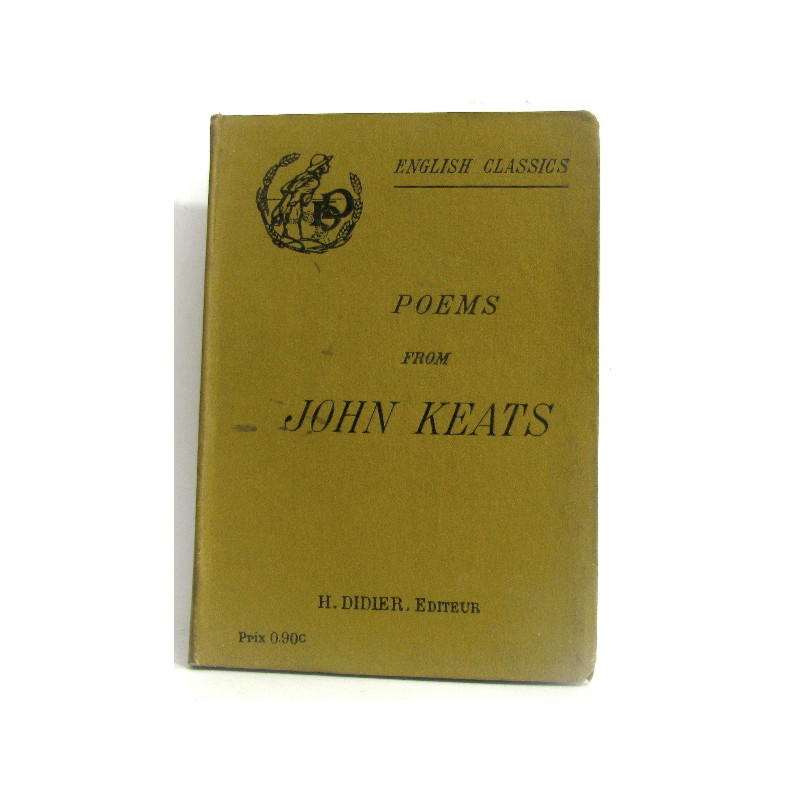 ENGLISH CLASSICS
POEMS
FROM
JOHN KEATS
H. DIDIER. EDITEUR
Prix 0.90c